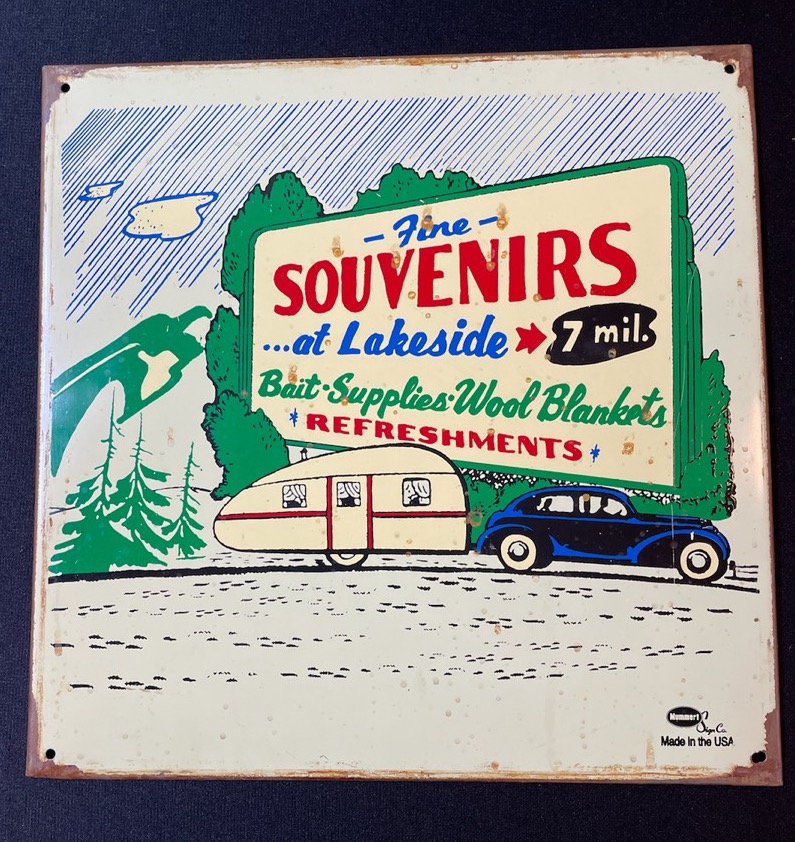 – Fine –
SOUVENIRS
...at Lakeside 7 mil.
Bait·Supplies·Wool Blankets
*REFRESHMENTS*
Mummert Sign Co.
Made in the USA